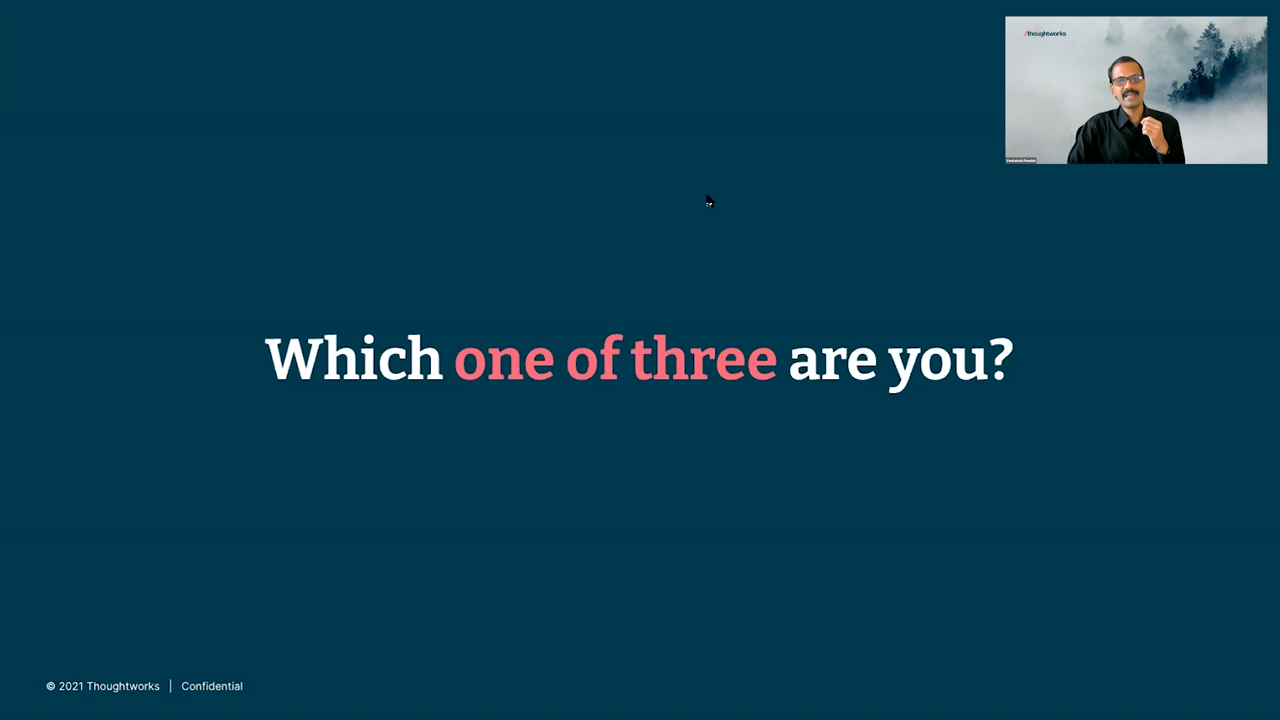 /thoughtworks
Which one of three are you?
© 2021 Thoughtworks | Confidential